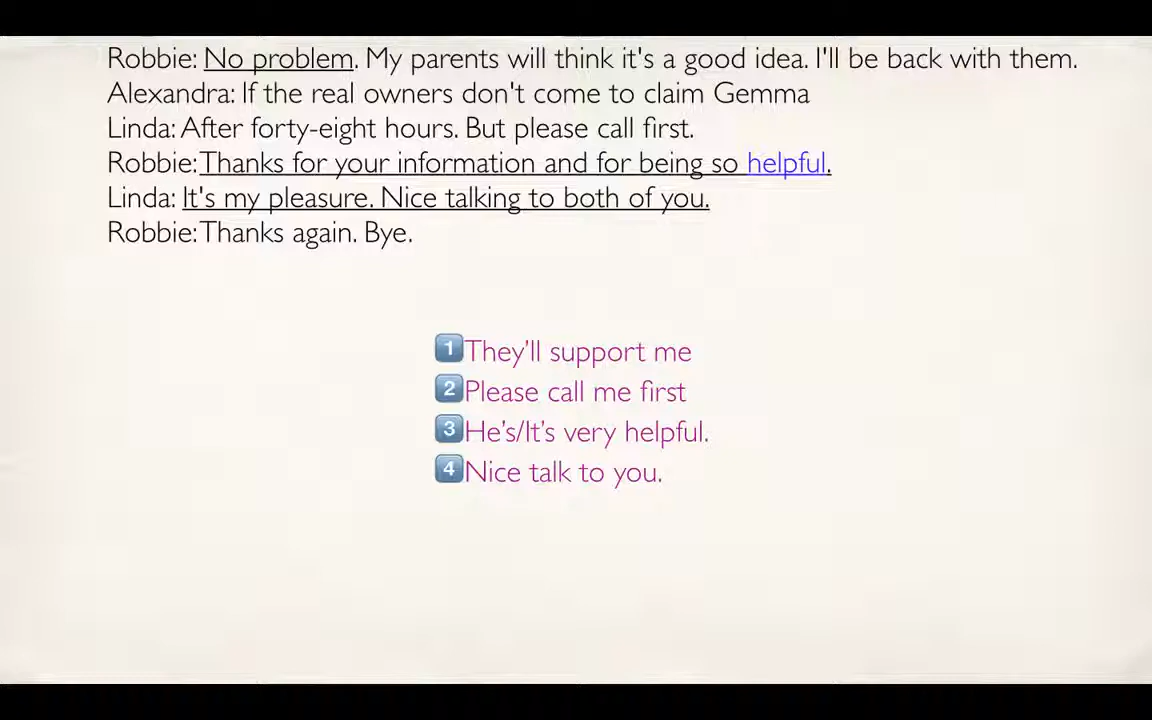 Robbie: No problem. My parents will think it's a good idea. I'll be back with them.
Alexandra: If the real owners don't come to claim Gemma
Linda: After forty-eight hours. But please call first.
Robbie: Thanks for your information and for being so helpful.
Linda: It's my pleasure. Nice talking to both of you.
Robbie: Thanks again. Bye.
1 They'll support me
2 Please call me first
3 He's/It's very helpful.
4 Nice talk to you.